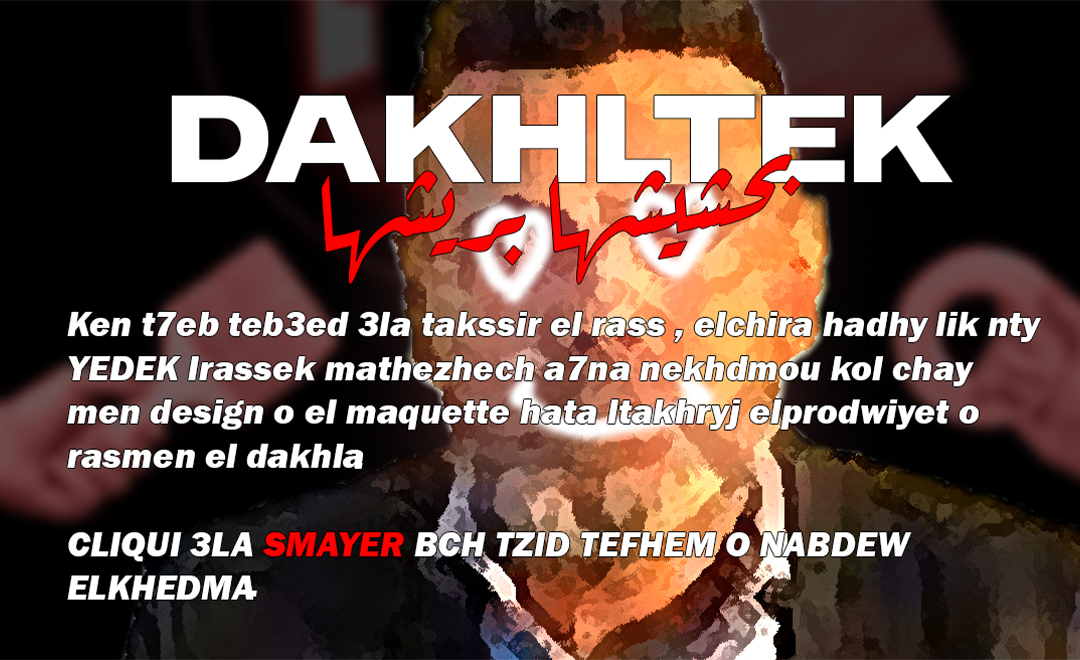 DAKHLTEK
بحشيشها بريشها
Ken t7eb teb3ed 3la takssir el rass , elchira hadhy lik nty
YEDEK lrassek mathezhech a7na nekhdmou kol chay
men design o el maquette hata ltakhryj elprodwiyet o
rasmen el dakhla
CLIQUI 3LA SMAYER BCH TZID TEFHEM O NABDEW
ELKHEDMA